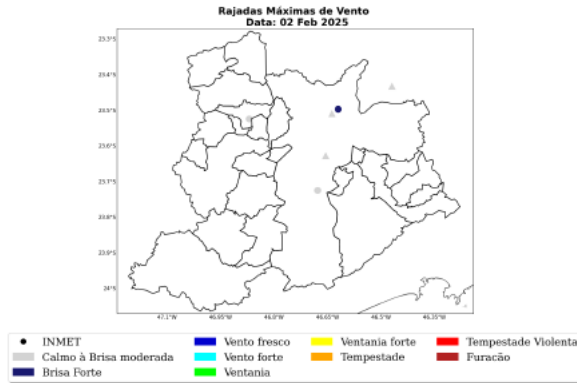 Rajadas Máximas de Vento
Data: 02 Feb 2025
23.3°S
23.4°S
23.5°S
23.6°S
23.7°S
23.8°S
23.9°S
24°S
47.1°W
46.95°W
46.8°W
46.65°W
46.5°W
46.35°W
INMET
Calmo à Brisa moderada
Brisa Forte
Vento fresco
Vento forte
Ventania
Ventania forte
Tempestade
Tempestade Violenta
Furacão